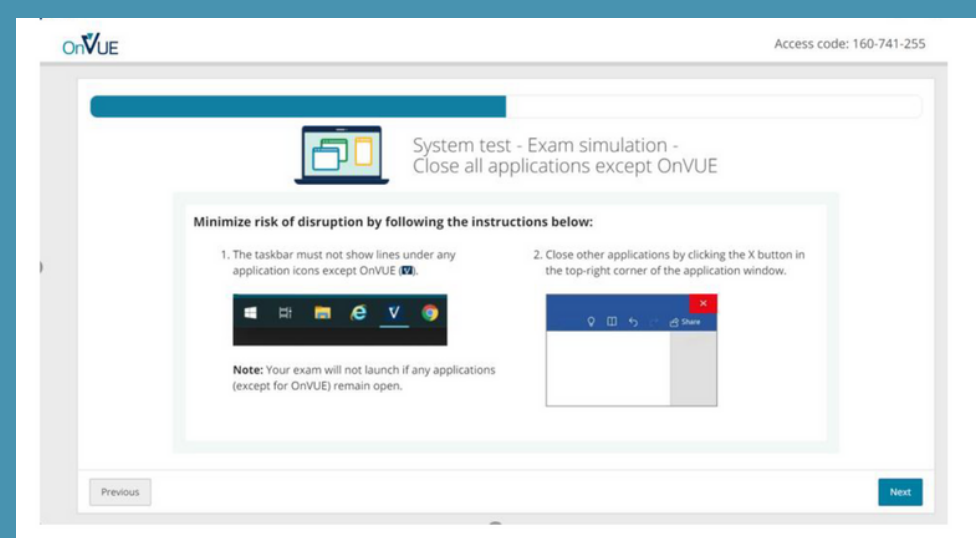 OnVUE
Access code: 160-741-255
System test - Exam simulation -
Close all applications except OnVUE
Minimize risk of disruption by following the instructions below:
1. The taskbar must not show lines under any
application icons except OnVUE (V).
Note: Your exam will not launch if any applications
(except for OnVUE) remain open.
2. Close other applications by clicking the X button in
the top-right corner of the application window.
Share
Previous
Next